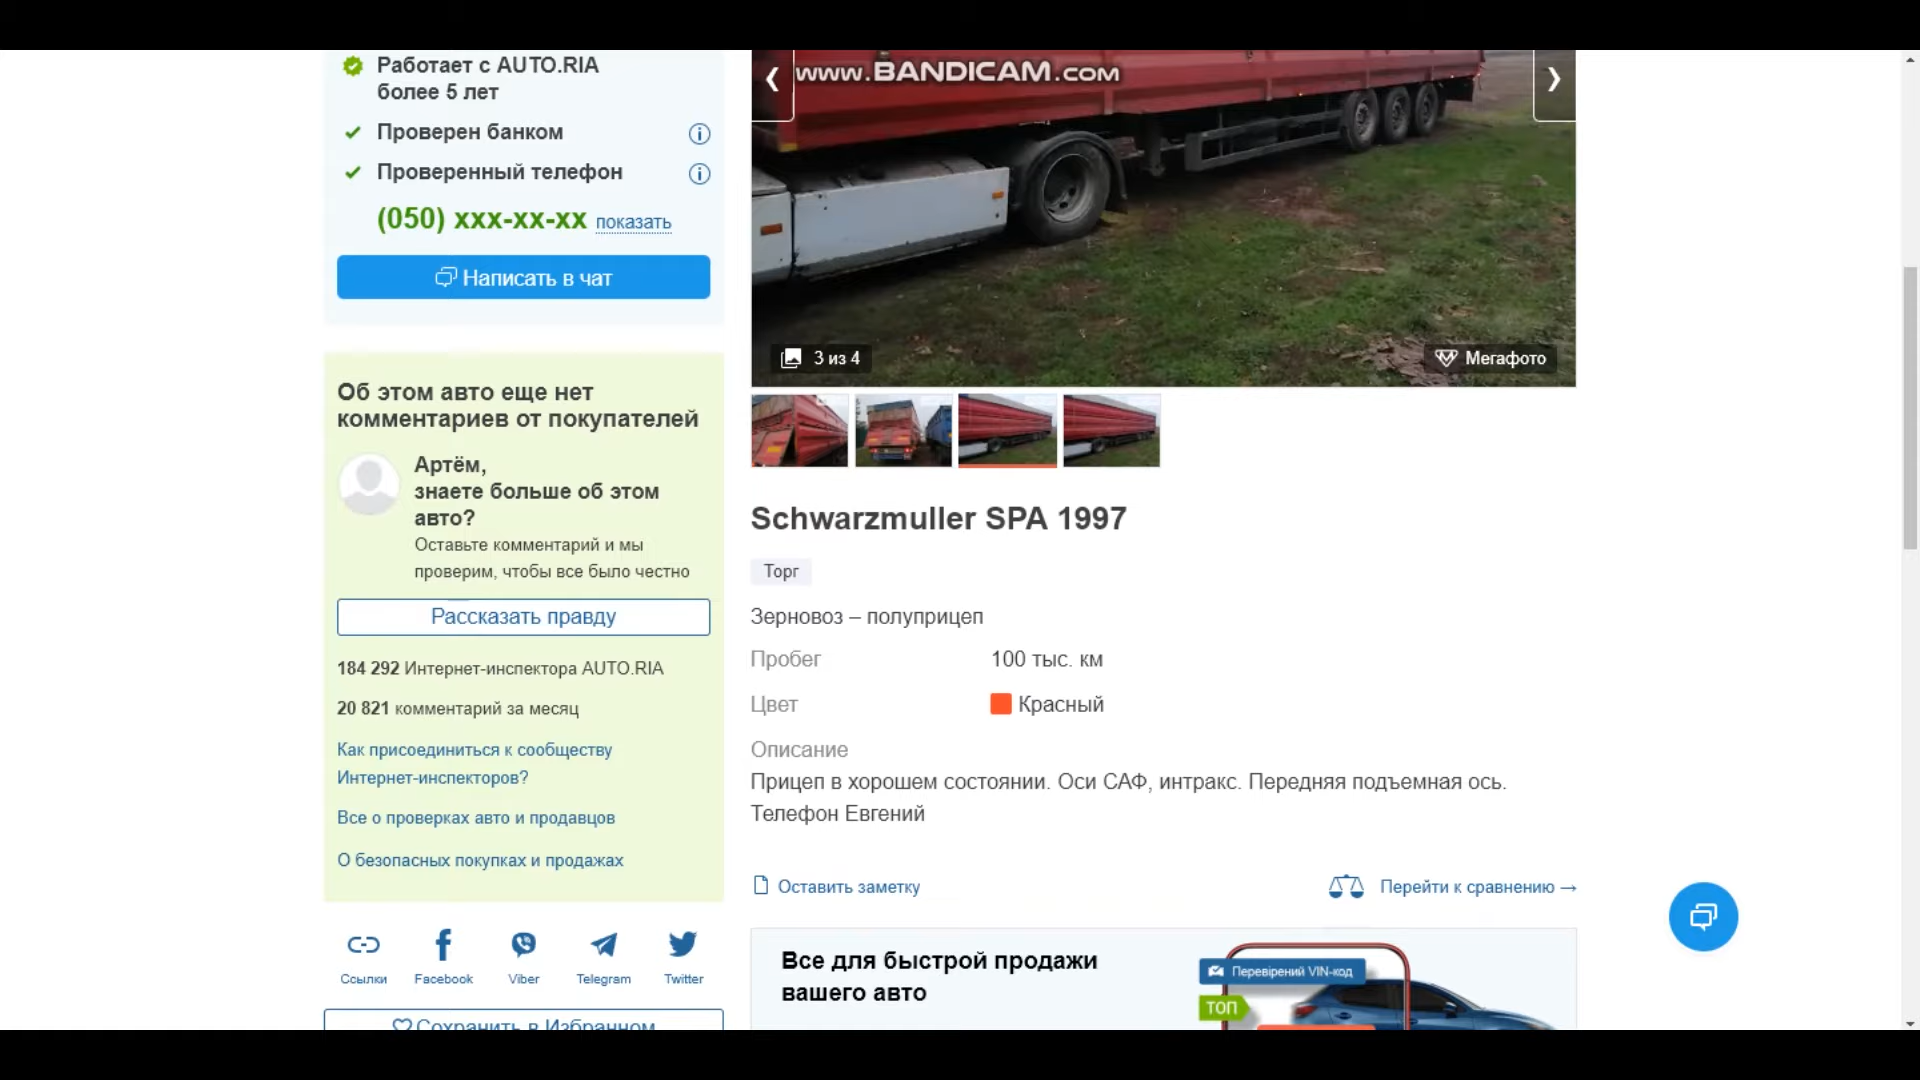 Работает с AUTO.RIA
более 5 лет
Проверен банком
Проверенный телефон
(050) xxx-xx-xx показать
Написать в чат
Об этом авто еще нет
комментариев от покупателей
Артём,
знаете больше об этом
авто?
Оставьте комментарий и мы
проверим, чтобы все было честно
Рассказать правду
184 292 Интернет-инспектора AUTO.RIA
20 821 комментарий за месяц
Как присоединиться к сообществу
Интернет-инспекторов?
Все о проверках авто и продавцов
О безопасных покупках и продажах
Ссылки
Facebook
Viber
Telegram
Twitter
Сохранить в Избранном
www.BANDICAM.com
3 из 4
Мегафото
Schwarzmuller SPA 1997
Торг
Зерновоз – полуприцеп
Пробег 100 тыс. км
Цвет Красный
Описание
Прицеп в хорошем состоянии. Оси САФ, интракс. Передняя подъемная ось.
Телефон Евгений
Оставить заметку
Перейти к сравнению →
Все для быстрой продажи
вашего авто
Перевірений VIN-код
ТОП